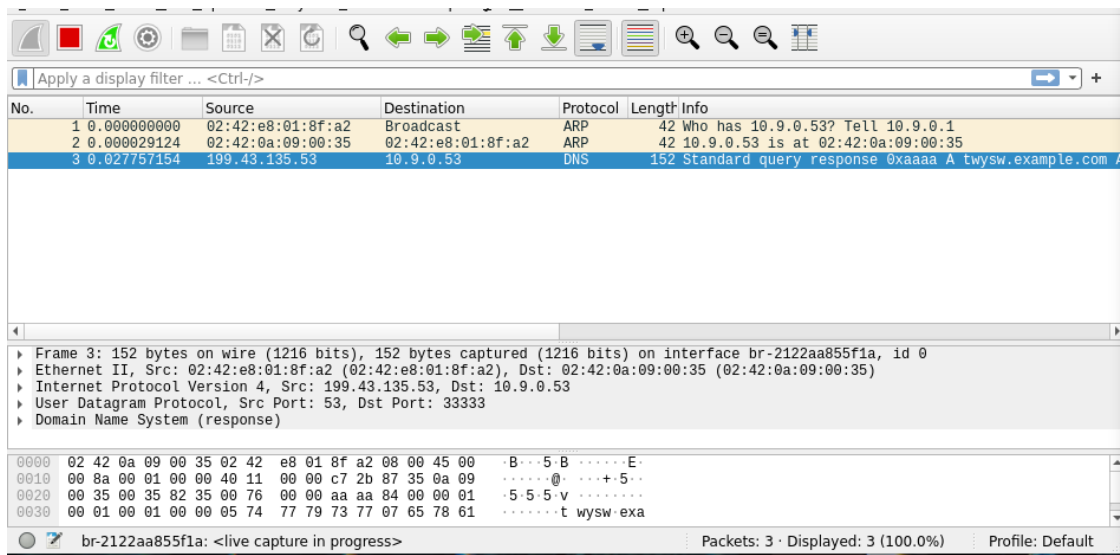 Apply a display filter ... <Ctrl-/>
+
No. Time Source Destination Protocol Length Info
1 0.000000000 02:42:e8:01:8f:a2 Broadcast ARP 42 Who has 10.9.0.53? Tell 10.9.0.1
2 0.000029124 02:42:0a:09:00:35 02:42:e8:01:8f:a2 ARP 42 10.9.0.53 is at 02:42:0a:09:00:35
3 0.027757154 199.43.135.53 10.9.0.53 DNS 152 Standard query response 0xaaaa A twysw.example.com A
Frame 3: 152 bytes on wire (1216 bits), 152 bytes captured (1216 bits) on interface br-2122aa855f1a, id 0
Ethernet II, Src: 02:42:e8:01:8f:a2 (02:42:e8:01:8f:a2), Dst: 02:42:0a:09:00:35 (02:42:0a:09:00:35)
Internet Protocol Version 4, Src: 199.43.135.53, Dst: 10.9.0.53
User Datagram Protocol, Src Port: 53, Dst Port: 33333
Domain Name System (response)
0000 02 42 0a 09 00 35 02 42 e8 01 8f a2 08 00 45 00 ·B···5·B ······E·
0010 00 8a 00 01 00 00 40 11 00 00 c7 2b 87 35 0a 09 ······@· ···+·5··
0020 00 35 00 35 82 35 00 76 00 00 aa aa 84 00 00 01 ·5·5·5·v ········
0030 00 01 00 01 00 00 05 74 77 79 73 77 07 65 78 61 ·······t wysw·exa
br-2122aa855f1a: <live capture in progress>
Packets: 3 · Displayed: 3 (100.0%)
Profile: Default